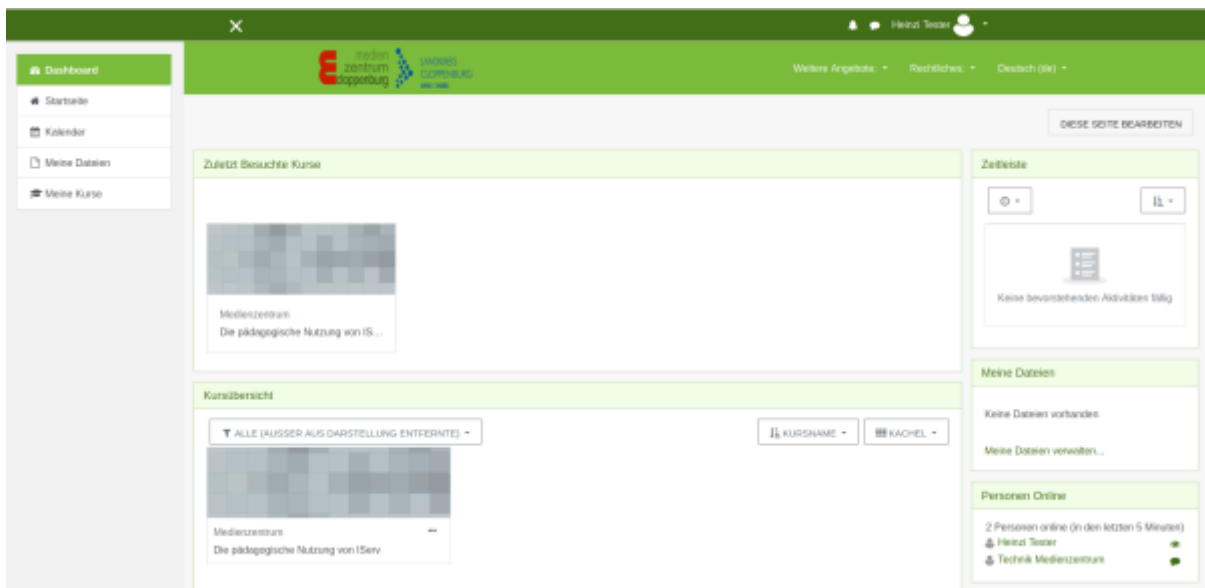 Heinzi Tester
Dashboard
Startseite
Kalender
Meine Dateien
Meine Kurse
medien
zentrum
cloppenburg
LANDKREIS
CLOPPENBURG
Weitere Angebote:
Rechtliches:
Deutsch (de)
DIESE SEITE BEARBEITEN
Zuletzt Besuchte Kurse
Medienzentrum
Die pädagogische Nutzung von IS...
Kursübersicht
ALLE (AUSSER AUS DARSTELLUNG ENTFERNTE)
KURSNAME
KACHEL
Medienzentrum
Die pädagogische Nutzung von IServ
Zeitleiste
Keine bevorstehenden Aktivitäten fällig
Meine Dateien
Keine Dateien vorhanden
Meine Dateien verwalten...
Personen Online
2 Personen online (in den letzten 5 Minuten)
Heinzi Tester
Technik Medienzentrum